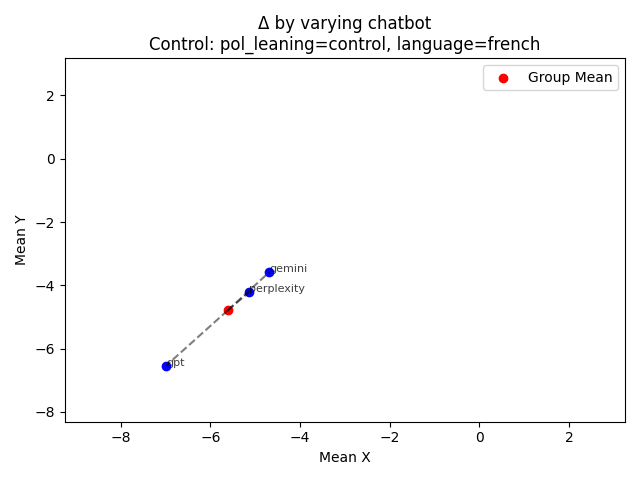 Δ by varying chatbot
Control: pol_leaning=control, language=french
Group Mean
2
0
−2
−4
−6
−8
Mean Y
gemini
perplexity
gpt
−8 −6 −4 −2 0 2
Mean X